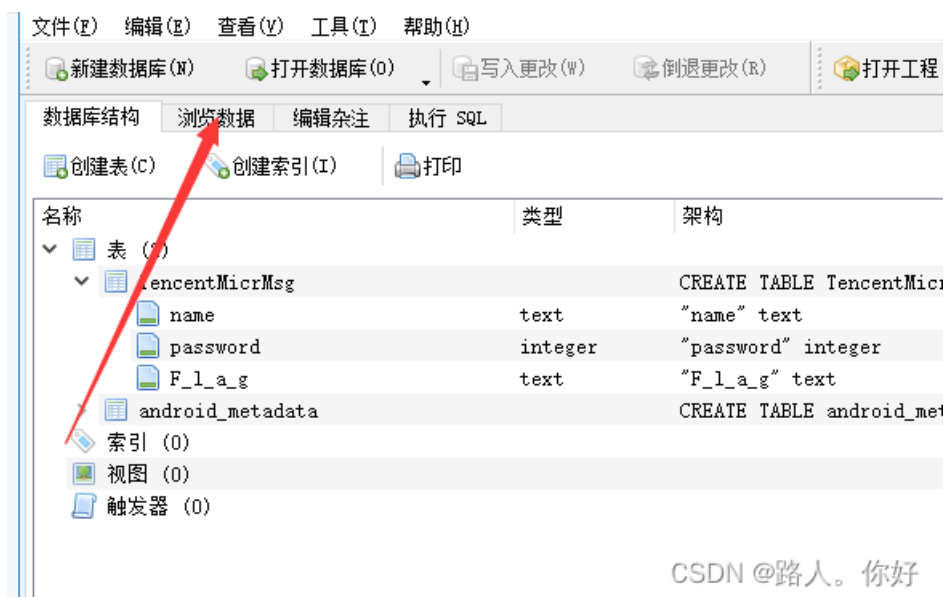 文件(F) 编辑(E) 查看(V) 工具(T) 帮助(H)
新建数据库(N) 打开数据库(O) 写入更改(W) 倒退更改(R) 打开工程
数据库结构 浏览数据 编辑杂注 执行 SQL
创建表(C) 创建索引(I) 打印
名称 类型 架构
表 (2)
TencentMicrMsg CREATE TABLE TencentMicr
name text "name" text
password integer "password" integer
F_l_a_g text "F_l_a_g" text
android_metadata CREATE TABLE android_met
索引 (0)
视图 (0)
触发器 (0)
CSDN @路人。你好